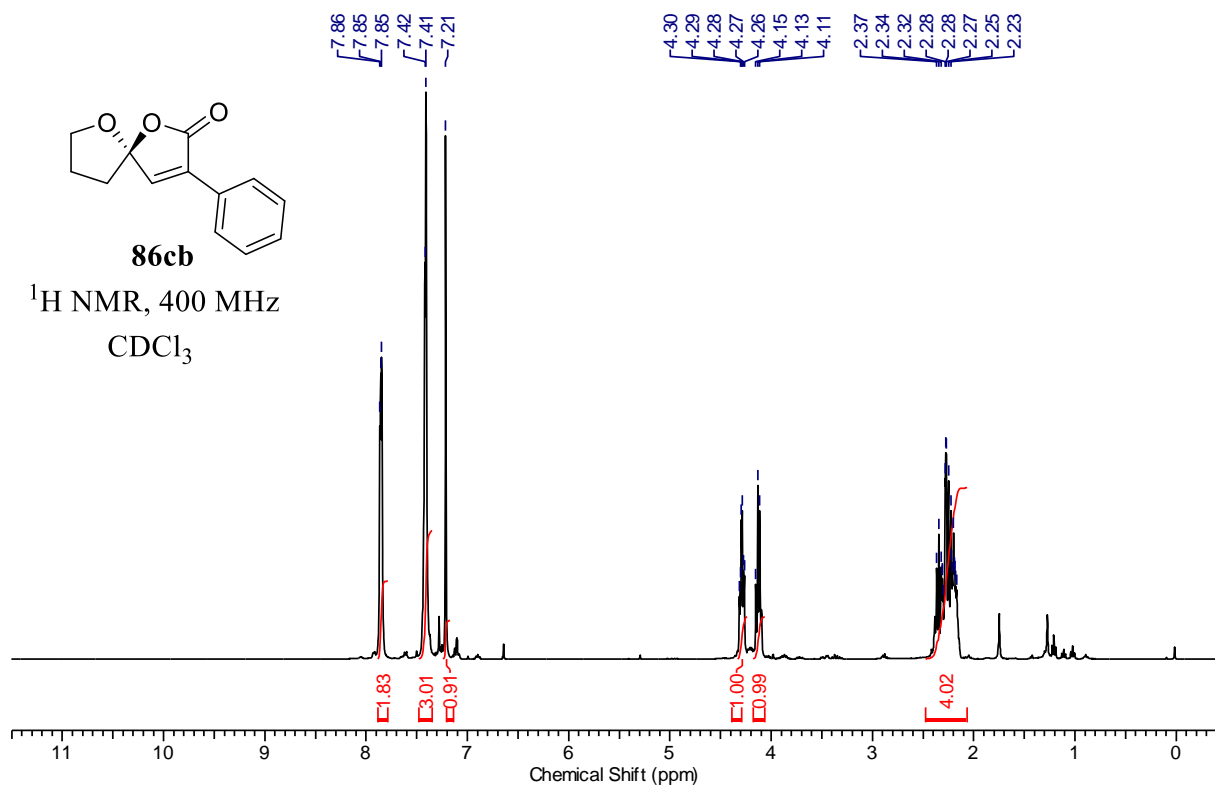 7.86 7.85 7.85 7.42 7.41 7.21 4.30 4.29 4.28 4.27 4.26 4.15 4.13 4.11 2.37 2.34 2.32 2.28 2.28 2.27 2.25 2.23
O O O
86cb
¹H NMR, 400 MHz
CDCl₃
1.83 3.01 0.91 1.00 0.99 4.02
11 10 9 8 7 6 5 4 3 2 1 0
Chemical Shift (ppm)